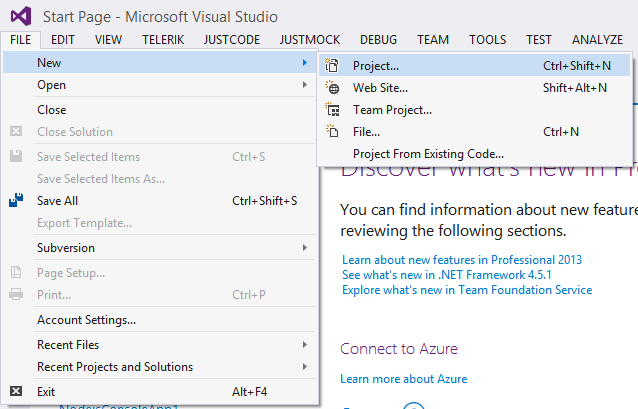 Start Page - Microsoft Visual Studio
FILE EDIT VIEW TELERIK JUSTCODE JUSTMOCK DEBUG TEAM TOOLS TEST ANALYZE
New
Open
Close
Close Solution
Save Selected Items Ctrl+S
Save Selected Items As...
Save All Ctrl+Shift+S
Export Template...
Subversion
Page Setup...
Print... Ctrl+P
Account Settings...
Recent Files
Recent Projects and Solutions
Exit Alt+F4
Project... Ctrl+Shift+N
Web Site... Shift+Alt+N
Team Project...
File... Ctrl+N
Project From Existing Code...
Discover what's new in Pro
You can find information about new feature
reviewing the following sections.
Learn about new features in Professional 2013
See what's new in .NET Framework 4.5.1
Explore what's new in Team Foundation Service
Connect to Azure
Learn more about Azure
NodejsConsoleApp1